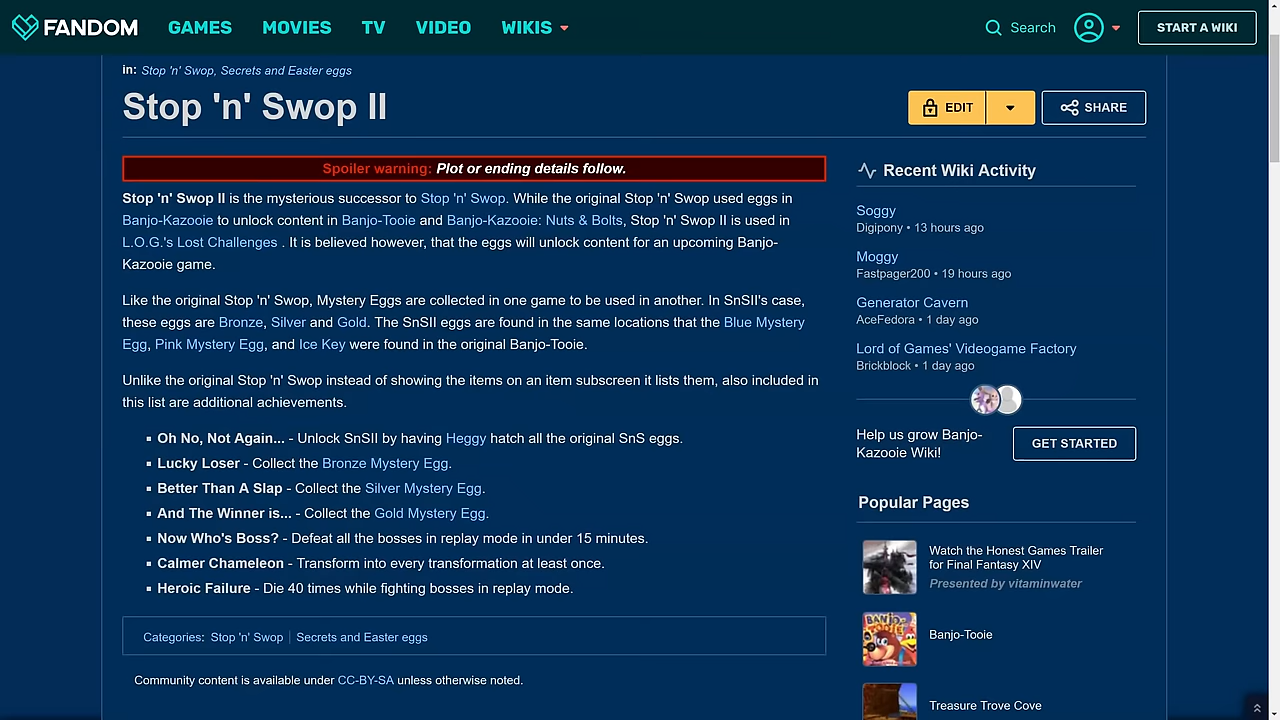 FANDOM GAMES MOVIES TV VIDEO WIKIS Search START A WIKI
in: Stop 'n' Swop, Secrets and Easter eggs
Stop 'n' Swop II
EDIT SHARE
Spoiler warning: Plot or ending details follow.
Stop 'n' Swop II is the mysterious successor to Stop 'n' Swop. While the original Stop 'n' Swop used eggs in
Banjo-Kazooie to unlock content in Banjo-Tooie and Banjo-Kazooie: Nuts & Bolts, Stop 'n' Swop II is used in
L.O.G.'s Lost Challenges . It is believed however, that the eggs will unlock content for an upcoming Banjo-
Kazooie game.
Like the original Stop 'n' Swop, Mystery Eggs are collected in one game to be used in another. In SnSII's case,
these eggs are Bronze, Silver and Gold. The SnSII eggs are found in the same locations that the Blue Mystery
Egg, Pink Mystery Egg, and Ice Key were found in the original Banjo-Tooie.
Unlike the original Stop 'n' Swop instead of showing the items on an item subscreen it lists them, also included in
this list are additional achievements.
▪ Oh No, Not Again... - Unlock SnSII by having Heggy hatch all the original SnS eggs.
▪ Lucky Loser - Collect the Bronze Mystery Egg.
▪ Better Than A Slap - Collect the Silver Mystery Egg.
▪ And The Winner is... - Collect the Gold Mystery Egg.
▪ Now Who's Boss? - Defeat all the bosses in replay mode in under 15 minutes.
▪ Calmer Chameleon - Transform into every transformation at least once.
▪ Heroic Failure - Die 40 times while fighting bosses in replay mode.
Categories: Stop 'n' Swop | Secrets and Easter eggs
Community content is available under CC-BY-SA unless otherwise noted.
Recent Wiki Activity
Soggy
Digipony • 13 hours ago
Moggy
Fastpager200 • 19 hours ago
Generator Cavern
AceFedora • 1 day ago
Lord of Games' Videogame Factory
Brickblock • 1 day ago
Help us grow Banjo-
Kazooie Wiki!
GET STARTED
Popular Pages
Watch the Honest Games Trailer
for Final Fantasy XIV
Presented by vitaminwater
BANJO-
TOOIE
Banjo-Tooie
Treasure Trove Cove